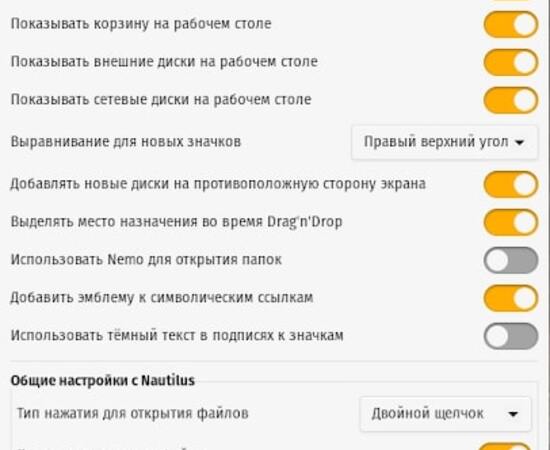 Показывать корзину на рабочем столе
Показывать внешние диски на рабочем столе
Показывать сетевые диски на рабочем столе
Выравнивание для новых значков
Правый верхний угол
Добавлять новые диски на противоположную сторону экрана
Выделять место назначения во время Drag'n'Drop
Использовать Nemo для открытия папок
Добавить эмблему к символическим ссылкам
Использовать тёмный текст в подписях к значкам
Общие настройки с Nautilus
Тип нажатия для открытия файлов
Двойной щелчок